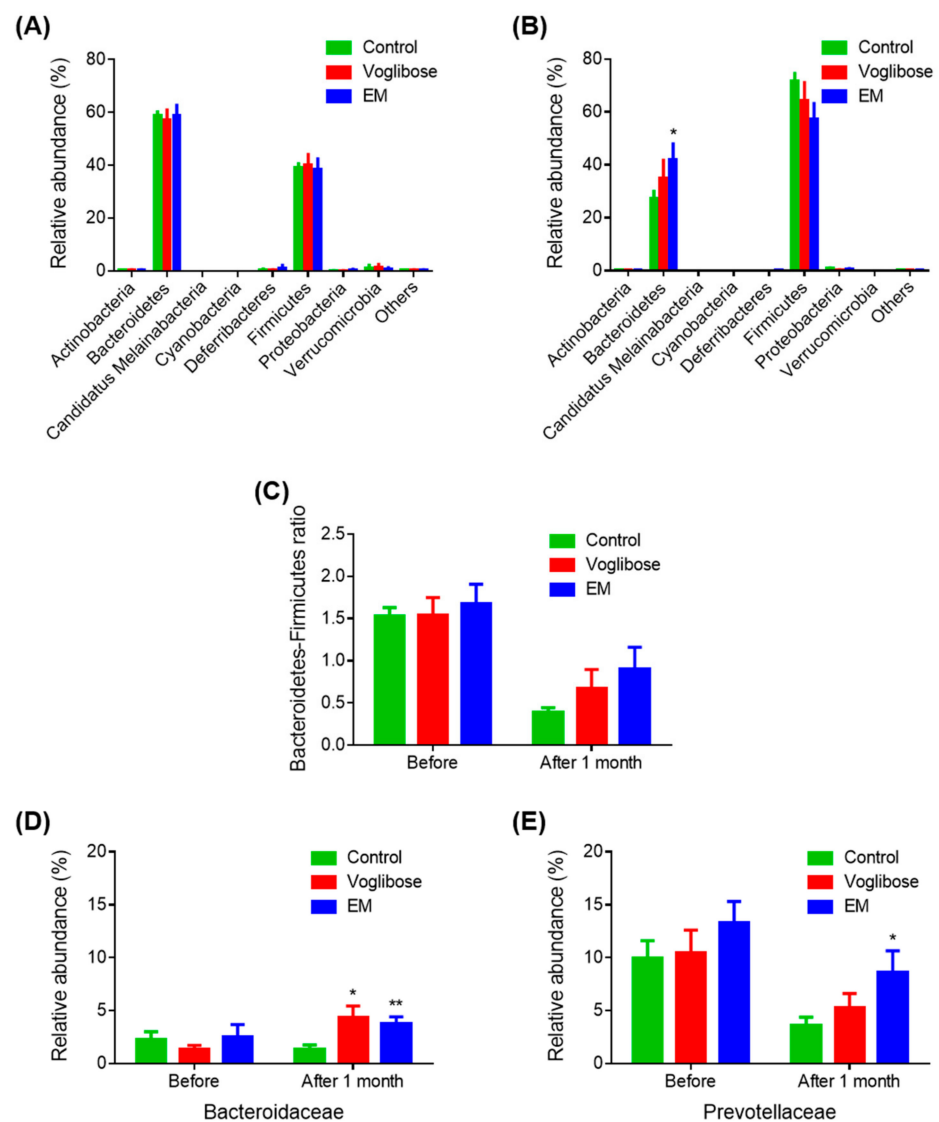 (A)
Control
Voglibose
EM
Relative abundance (%)
80
60
40
20
0
Actinobacteria
Bacteroidetes
Candidatus Melainabacteria
Cyanobacteria
Deferribacteres
Firmicutes
Proteobacteria
Verrucomicrobia
Others
(B)
Control
Voglibose
EM
Relative abundance (%)
80
60
40
20
0
*
Actinobacteria
Bacteroidetes
Candidatus Melainabacteria
Cyanobacteria
Deferribacteres
Firmicutes
Proteobacteria
Verrucomicrobia
Others
(C)
Bacteroidetes-Firmicutes ratio
2.5
2.0
1.5
1.0
0.5
0.0
Control
Voglibose
EM
Before
After 1 month
(D)
Relative abundance (%)
20
15
10
5
0
Control
Voglibose
EM
*
**
Before
After 1 month
Bacteroidaceae
(E)
Relative abundance (%)
20
15
10
5
0
Control
Voglibose
EM
*
Before
After 1 month
Prevotellaceae